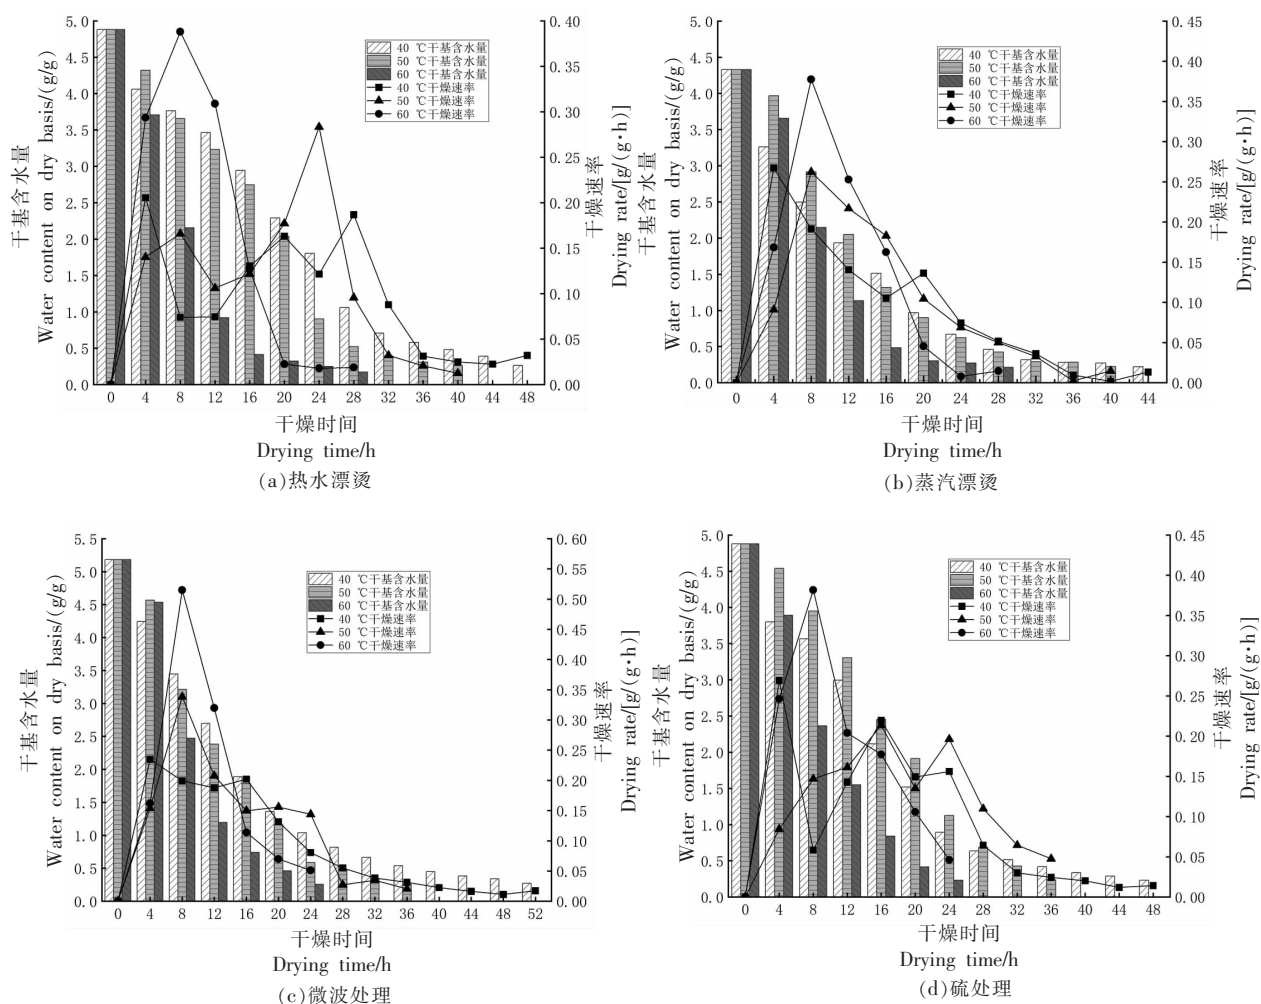 5.0
4.5
4.0
3.5
3.0
2.5
2.0
1.5
1.0
0.5
0.0
干基含水量
Water content on dry basis/(g/g)
0.40
0.35
0.30
0.25
0.20
0.15
0.10
0.05
0.00
干燥速率
Drying rate/[g/(g·h)]
40 ℃干基含水量
50 ℃干基含水量
60 ℃干基含水量
40 ℃干燥速率
50 ℃干燥速率
60 ℃干燥速率
0 4 8 12 16 20 24 28 32 36 40 44 48
干燥时间
Drying time/h
(a)热水漂烫
5.0
4.5
4.0
3.5
3.0
2.5
2.0
1.5
1.0
0.5
0.0
干基含水量
Water content on dry basis/(g/g)
0.45
0.40
0.35
0.30
0.25
0.20
0.15
0.10
0.05
0.00
干燥速率
Drying rate/[g/(g·h)]
40 ℃干基含水量
50 ℃干基含水量
60 ℃干基含水量
40 ℃干燥速率
50 ℃干燥速率
60 ℃干燥速率
0 4 8 12 16 20 24 28 32 36 40 44
干燥时间
Drying time/h
(b)蒸汽漂烫
5.5
5.0
4.5
4.0
3.5
3.0
2.5
2.0
1.5
1.0
0.5
0.0
干基含水量
Water content on dry basis/(g/g)
0.60
0.55
0.50
0.45
0.40
0.35
0.30
0.25
0.20
0.15
0.10
0.05
0.00
干燥速率
Drying rate/[g/(g·h)]
40 ℃干基含水量
50 ℃干基含水量
60 ℃干基含水量
40 ℃干燥速率
50 ℃干燥速率
60 ℃干燥速率
0 4 8 12 16 20 24 28 32 36 40 44 48 52
干燥时间
Drying time/h
(c)微波处理
5.0
4.5
4.0
3.5
3.0
2.5
2.0
1.5
1.0
0.5
0.0
干基含水量
Water content on dry basis/(g/g)
0.45
0.40
0.35
0.30
0.25
0.20
0.15
0.10
0.05
0.00
干燥速率
Drying rate/[g/(g·h)]
40 ℃干基含水量
50 ℃干基含水量
60 ℃干基含水量
40 ℃干燥速率
50 ℃干燥速率
60 ℃干燥速率
0 4 8 12 16 20 24 28 32 36 40 44 48
干燥时间
Drying time/h
(d)硫处理